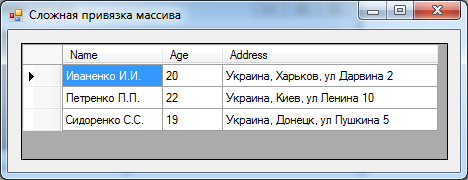 Сложная привязка массива
Name Age Address
Иваненко И.И. 20 Украина, Харьков, ул Дарвина 2
Петренко П.П. 22 Украина, Киев, ул Ленина 10
Сидоренко С.С. 19 Украина, Донецк, ул Пушкина 5